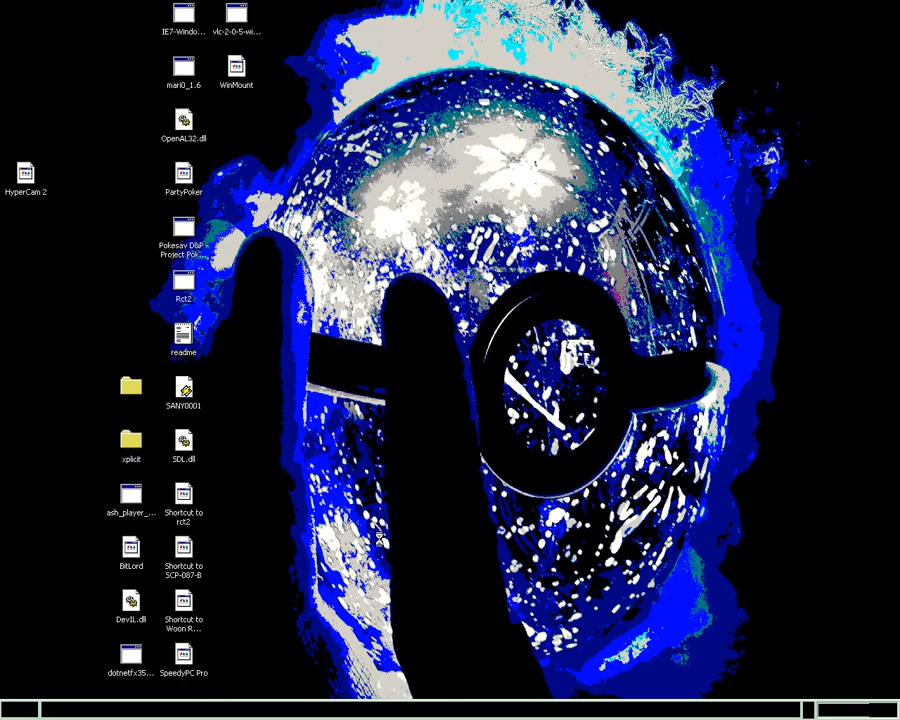 HyperCam 2
xplicit
ash_player_...
BitLord
DevIL.dll
dotnetfx35...
IE7-Windo...
mari0_1.6
OpenAL32.dll
PartyPoker
Pokesav D&P
Project Pok...
Rct2
readme
SANY0001
SDL.dll
Shortcut to
rct2
Shortcut to
SCP-087-B
Shortcut to
Woon R...
SpeedyPC Pro
vlc-2-0-5-wi...
WinMount